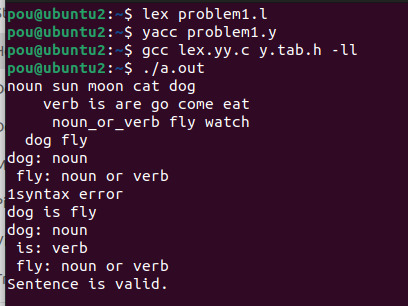 pou@ubuntu2:~$ lex problem1.l
pou@ubuntu2:~$ yacc problem1.y
pou@ubuntu2:~$ gcc lex.yy.c y.tab.h -ll
pou@ubuntu2:~$ ./a.out
noun sun moon cat dog
    verb is are go come eat
     noun_or_verb fly watch
  dog fly
dog: noun
 fly: noun or verb
1syntax error
dog is fly
dog: noun
 is: verb
 fly: noun or verb
Sentence is valid.